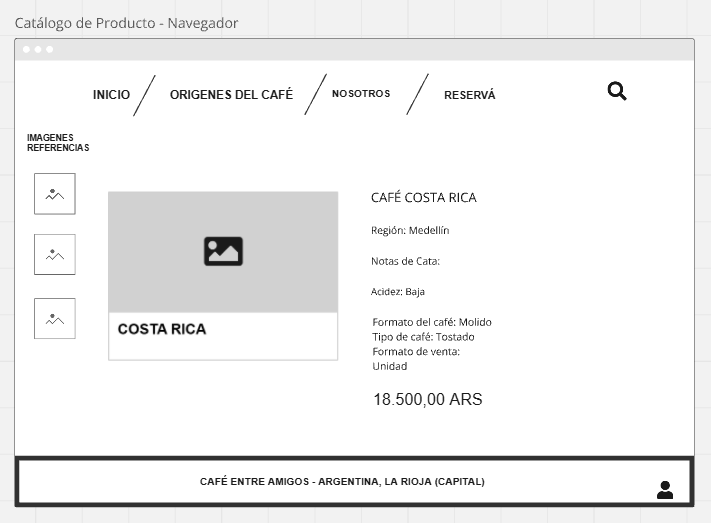 Catálogo de Producto - Navegador
INICIO
ORIGENES DEL CAFÉ
NOSOTROS
RESERVÁ
IMAGENES
REFERENCIAS
COSTA RICA
CAFÉ COSTA RICA
Región: Medellín
Notas de Cata:
Acidez: Baja
Formato del café: Molido
Tipo de café: Tostado
Formato de venta:
Unidad
18.500,00 ARS
CAFÉ ENTRE AMIGOS - ARGENTINA, LA RIOJA (CAPITAL)